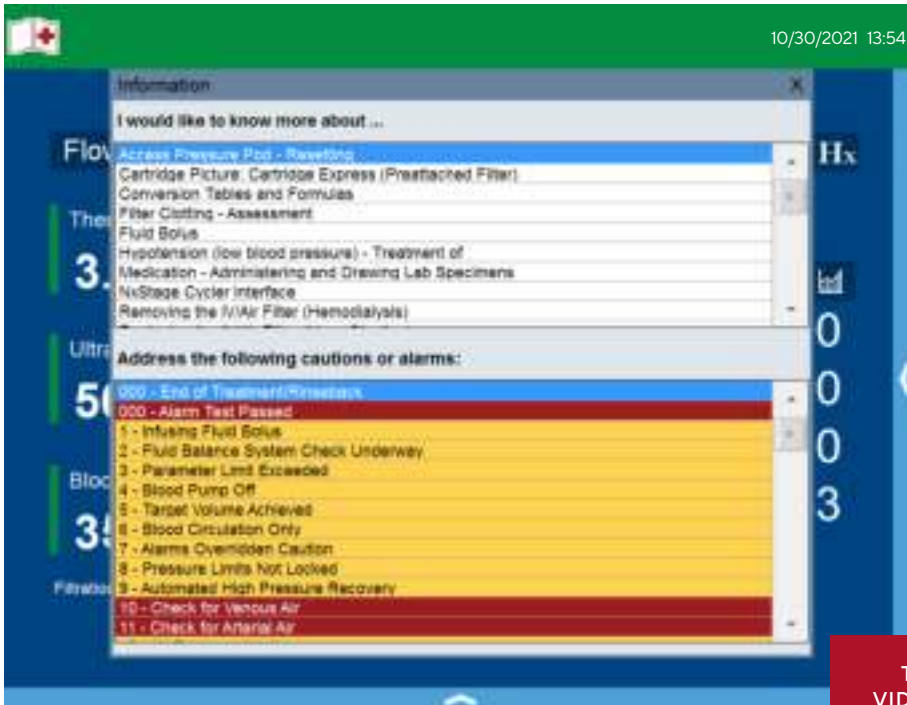 10/30/2021 13:54
Information X
I would like to know more about ...
Flow
Hx
Access Pressure Pod - Resetting
Cartridge Picture: Cartridge Express (Preattached Filter)
Conversion Tables and Formulas
Filter Clotting - Assessment
Fluid Bolus
Hypotension (low blood pressure) - Treatment of
Medication - Administering and Drawing Lab Specimens
NxStage Cycler Interface
Removing the IV/Air Filter (Hemodialysis)
Ther
3.
0
Ultra
Address the following cautions or alarms:
50
0
000 - End of Treatment/Rinseback
000 - Alarm Test Passed
1 - Infusing Fluid Bolus
2 - Fluid Balance System Check Underway
0
3 - Parameter Limit Exceeded
Bloo
4 - Blood Pump Off
5 - Target Volume Achieved
3
6 - Blood Circulation Only
35
7 - Alarms Overridden Caution
8 - Pressure Limits Not Locked
Filtration
9 - Automated High Pressure Recovery
10 - Check for Venous Air
11 - Check for Arterial Air
T
VID